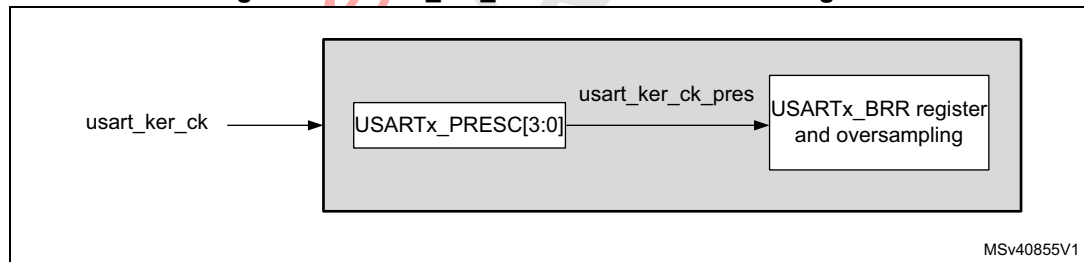 usart_ker_ck
USARTx_PRESC[3:0]
usart_ker_ck_pres
USARTx_BRR register
and oversampling
MSv40855V1